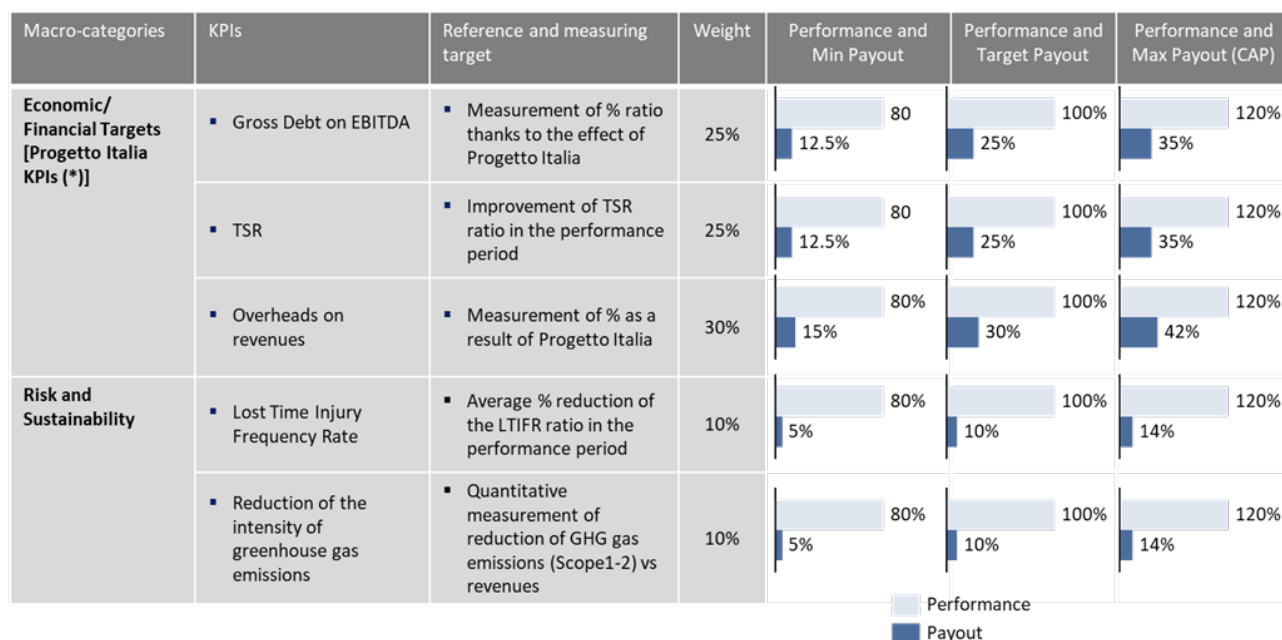 Macro-categories
KPIs
Reference and measuring
target
Weight
Performance and
Min Payout
Performance and
Target Payout
Performance and
Max Payout (CAP)
Economic/
Financial Targets
[Progetto Italia
KPIs (*)]
▪ Gross Debt on EBITDA
▪ Measurement of % ratio
thanks to the effect of
Progetto Italia
25%
80
12.5%
100%
25%
120%
35%
▪ TSR
▪ Improvement of TSR
ratio in the performance
period
25%
80
12.5%
100%
25%
120%
35%
▪ Overheads on
revenues
▪ Measurement of % as a
result of Progetto Italia
30%
80%
15%
100%
30%
120%
42%
Risk and
Sustainability
▪ Lost Time Injury
Frequency Rate
▪ Average % reduction of
the LTIFR ratio in the
performance period
10%
80%
5%
100%
10%
120%
14%
▪ Reduction of the
intensity of
greenhouse gas
emissions
▪ Quantitative
measurement of
reduction of GHG gas
emissions (Scope1-2) vs
revenues
10%
80%
5%
100%
10%
120%
14%
Performance
Payout